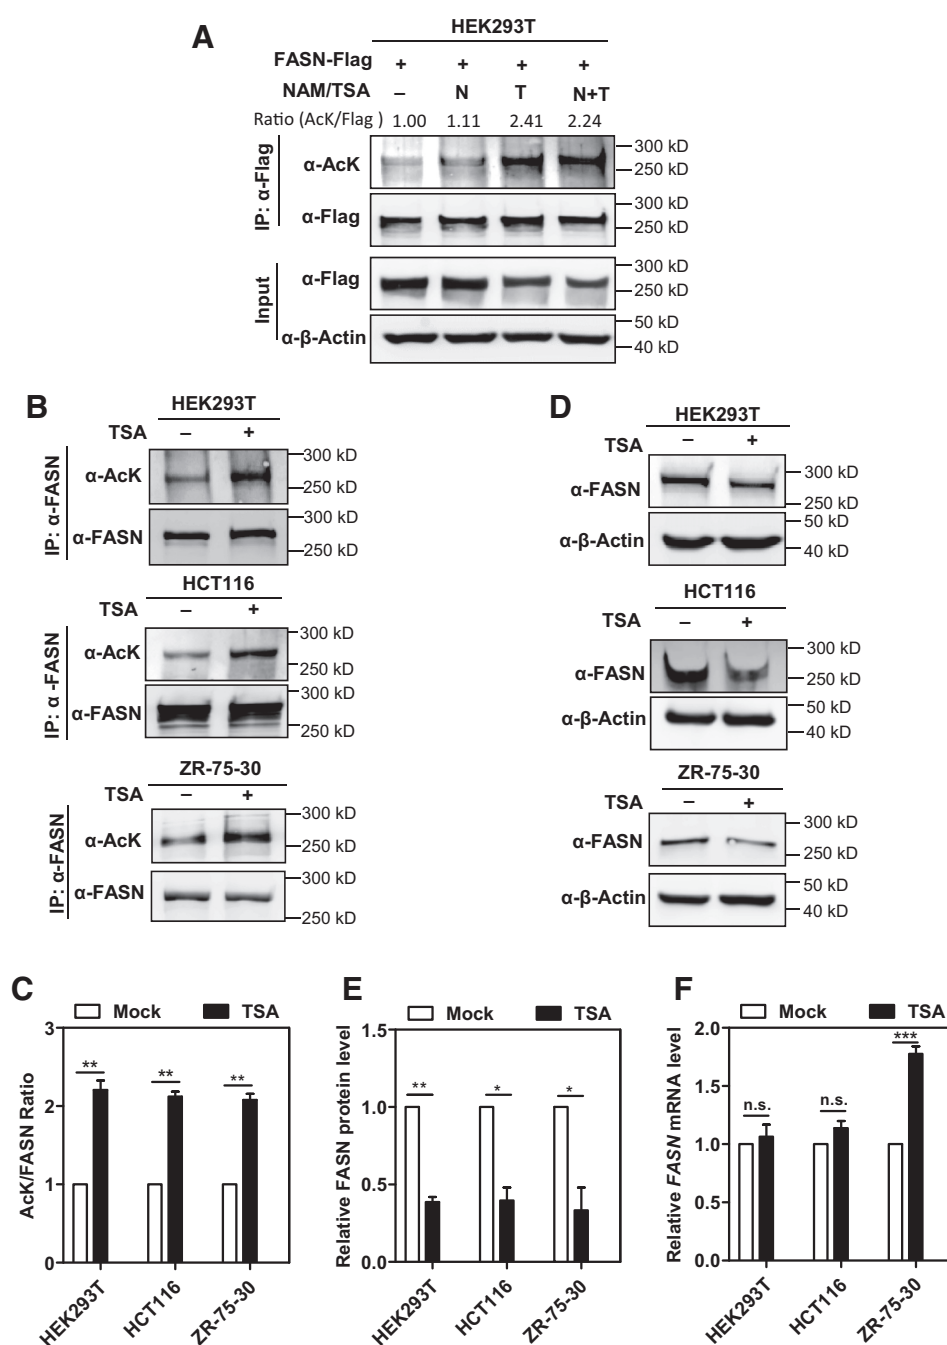 A
HEK293T
FASN-Flag + + + +
NAM/TSA – N T N+T
Ratio (AcK/Flag ) 1.00 1.11 2.41 2.24
IP: α-Flag
α-AcK
300 kD
250 kD
α-Flag
300 kD
250 kD
Input
α-Flag
300 kD
250 kD
α-β-Actin
50 kD
40 kD
B
HEK293T
TSA – +
IP: α-FASN
α-AcK
300 kD
250 kD
α-FASN
300 kD
250 kD
HCT116
TSA – +
IP: α-FASN
α-AcK
300 kD
250 kD
α-FASN
300 kD
250 kD
ZR-75-30
TSA – +
IP: α-FASN
α-AcK
300 kD
250 kD
α-FASN
300 kD
250 kD
D
HEK293T
TSA – +
α-FASN
300 kD
250 kD
α-β-Actin
50 kD
40 kD
HCT116
TSA – +
α-FASN
300 kD
250 kD
α-β-Actin
50 kD
40 kD
ZR-75-30
TSA – +
α-FASN
300 kD
250 kD
α-β-Actin
50 kD
40 kD
C
Mock TSA
AcK/FASN Ratio
3
2
1
0
** ** **
HEK293T
HCT116
ZR-75-30
E
Mock TSA
Relative FASN protein level
1.5
1.0
0.5
0.0
** * *
HEK293T
HCT116
ZR-75-30
F
Mock TSA
Relative FASN mRNA level
2.0
1.5
1.0
0.5
0.0
n.s. n.s. ***
HEK293T
HCT116
ZR-75-30